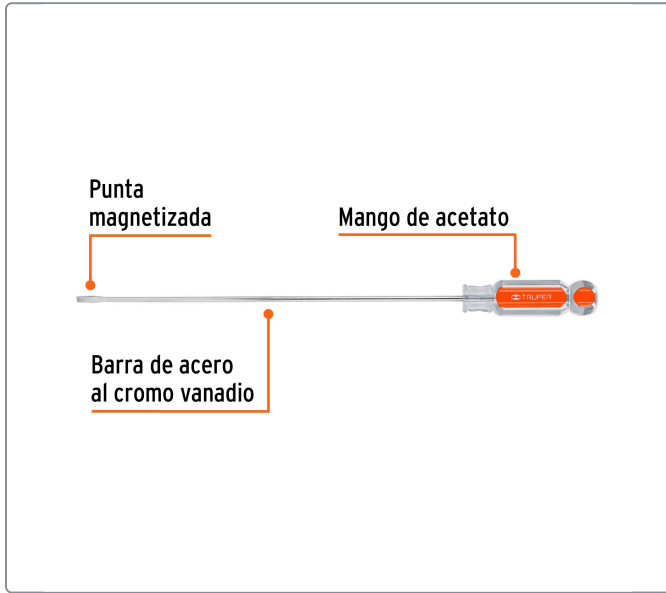 Punta
magnetizada
Mango de acetato
TRUPER
Barra de acero
al cromo vanadio